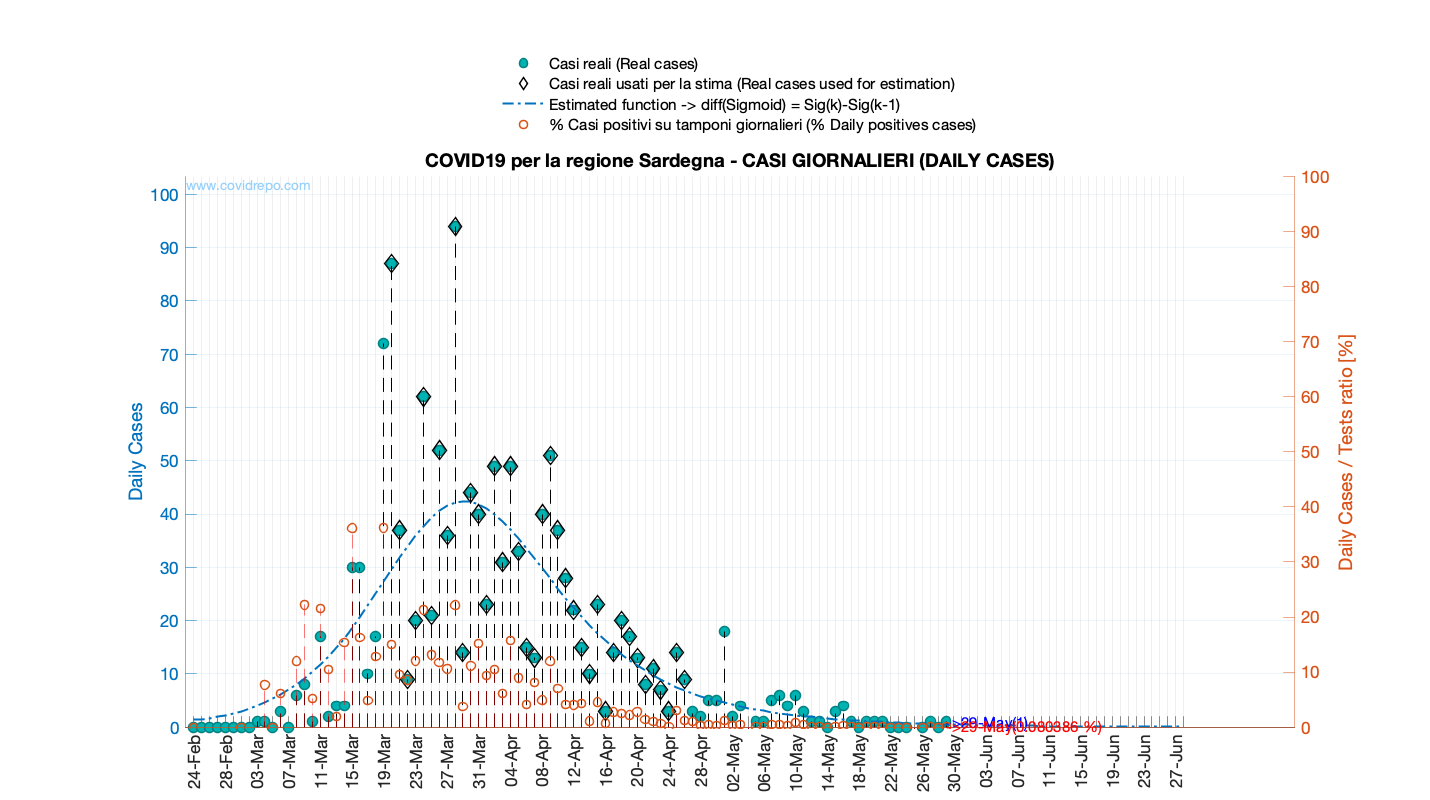 Casi reali (Real cases)
Casi reali usati per la stima (Real cases used for estimation)
Estimated function -> diff(Sigmoid) = Sig(k)-Sig(k-1)
% Casi positivi su tamponi giornalieri (% Daily positives cases)
COVID19 per la regione Sardegna - CASI GIORNALIERI (DAILY CASES)
www.covidrepo.com
100
90
80
70
60
50
40
30
20
10
0
Daily Cases
100
90
80
70
60
50
40
30
20
10
0
Daily Cases / Tests ratio [%]
>29-May(1)
>29-May(0.080386 %)
24-Feb
28-Feb
03-Mar
07-Mar
11-Mar
15-Mar
19-Mar
23-Mar
27-Mar
31-Mar
04-Apr
08-Apr
12-Apr
16-Apr
20-Apr
24-Apr
28-Apr
02-May
06-May
10-May
14-May
18-May
22-May
26-May
30-May
03-Jun
07-Jun
11-Jun
15-Jun
19-Jun
23-Jun
27-Jun